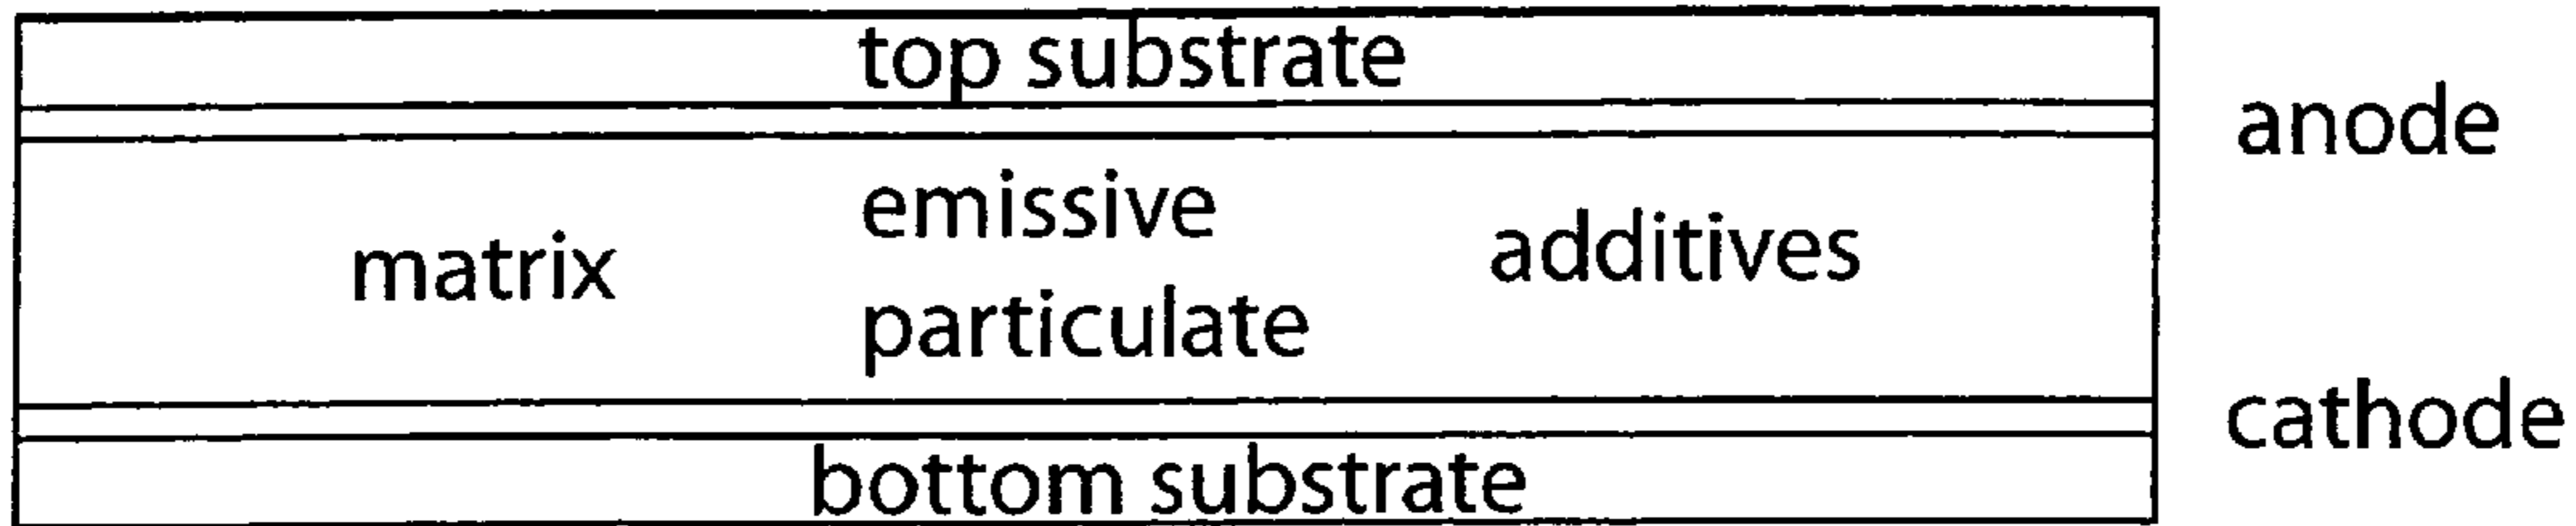 top substrate
anode
emissive
matrix
additives
particulate
cathode
bottom substrate